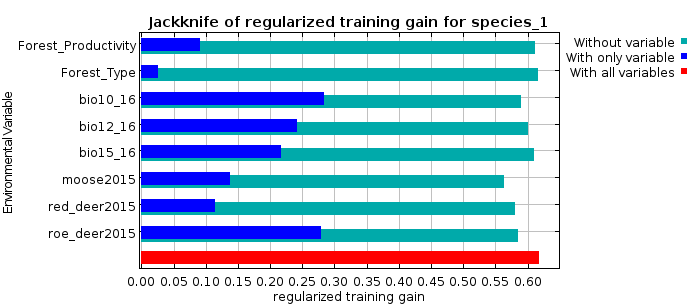 Jackknife of regularized training gain for species_1
Without variable
With only variable
With all variables
Environmental Variable
Forest_Productivity
Forest_Type
bio10_16
bio12_16
bio15_16
moose2015
red_deer2015
roe_deer2015
0.00 0.05 0.10 0.15 0.20 0.25 0.30 0.35 0.40 0.45 0.50 0.55 0.60
regularized training gain